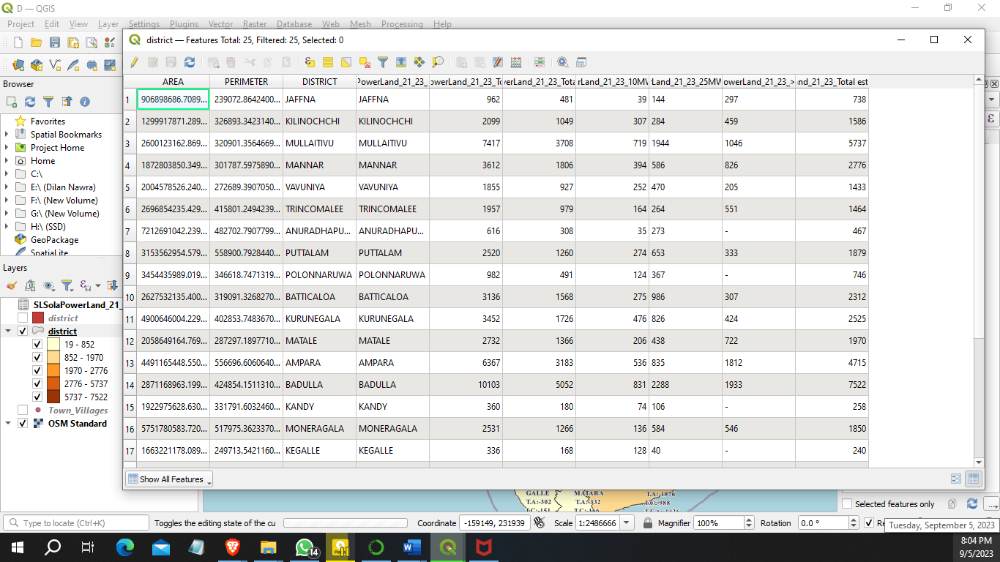 D — QGIS
Project Edit View Layer Settings Plugins Vector Raster Database Web Mesh Processing Help
district — Features Total: 25, Filtered: 25, Selected: 0
Browser
Favorites
Spatial Bookmarks
Project Home
Home
C:\
E:\ (Dilan Nawra)
F:\ (New Volume)
G:\ (New Volume)
H:\ (SSD)
GeoPackage
SpatiaLite
Layers
SLSolaPowerLand_21_
district
district
19 - 852
852 - 1970
1970 - 2776
2776 - 5737
5737 - 7522
Town_Villages
OSM Standard
AREA PERIMETER DISTRICT PowerLand_21_23_ owerLand_21_23_To werLand_21_23_Total rLand_21_23_10MW rLand_21_23_25MW owerLand_21_23_> nd_21_23_Total est
1 906898686.7089... 239072.8642400... JAFFNA JAFFNA 962 481 39 144 297 738
2 1299917871.289... 326893.3423140... KILINOCHCHI KILINOCHCHI 2099 1049 307 284 459 1586
3 2600123162.869... 320901.3564669... MULLAITIVU MULLAITIVU 7417 3708 719 1944 1046 5737
4 1872803850.349... 301787.5975890... MANNAR MANNAR 3612 1806 394 586 826 2776
5 2004578526.240... 272689.3907050... VAVUNIYA VAVUNIYA 1855 927 252 470 205 1433
6 2696854235.429... 415801.2494239... TRINCOMALEE TRINCOMALEE 1957 979 164 264 551 1464
7 7212691042.239... 482702.7907799... ANURADHAPU... ANURADHAPU... 616 308 35 273 - 467
8 3153562954.579... 558900.7928440... PUTTALAM PUTTALAM 2520 1260 274 653 333 1879
9 3454435989.019... 346618.7471319... POLONNARUWA POLONNARUWA 982 491 124 367 - 746
10 2627532135.400... 319091.3268270... BATTICALOA BATTICALOA 3136 1568 275 986 307 2312
11 4900646004.229... 402853.7483670... KURUNEGALA KURUNEGALA 3452 1726 476 826 424 2525
12 2058649164.769... 287297.1897710... MATALE MATALE 2732 1366 206 438 722 1970
13 4491165448.550... 556696.6060640... AMPARA AMPARA 6367 3183 536 835 1812 4715
14 2871168963.199... 424854.1511310... BADULLA BADULLA 10103 5052 831 2288 1933 7522
15 1922975628.630... 331791.6032460... KANDY KANDY 360 180 74 106 - 258
16 5751780583.720... 517975.3623370... MONERAGALA MONERAGALA 2531 1266 136 584 546 1850
17 1663221178.089... 249713.5421160... KEGALLE KEGALLE 336 168 128 40 - 240
Show All Features
GALLE MATARA
T.A:-302 T.A:-332 T.A:-1976
T.C:-151 T.C:-166 T.C:-988
Selected features only
Type to locate (Ctrl+K) Toggles the editing state of the cu Coordinate -159149, 231939 Scale 1:2486666 Magnifier 100% Rotation 0.0 ° Re
Tuesday, September 5, 2023
14
8:04 PM
9/5/2023